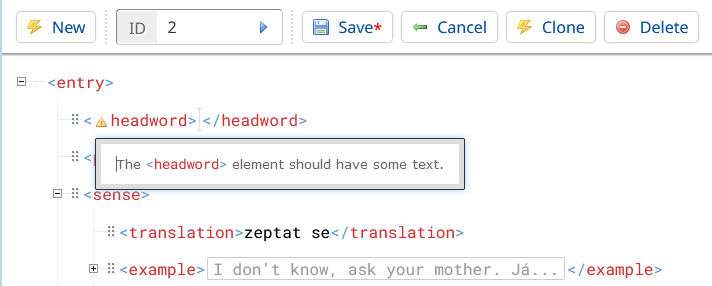 New ID 2 Save* Cancel Clone Delete
<entry>
<headword> </headword>
<p
The <headword> element should have some text.
<sense>
<translation>zeptat se</translation>
<example>I don't know, ask your mother. Já...</example>